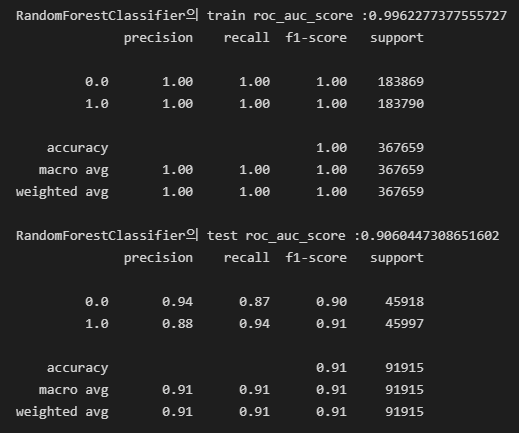 RandomForestClassifier의 train roc_auc_score :0.9962277377555727
precision recall f1-score support
0.0 1.00 1.00 1.00 183869
1.0 1.00 1.00 1.00 183790
accuracy 1.00 367659
macro avg 1.00 1.00 1.00 367659
weighted avg 1.00 1.00 1.00 367659
RandomForestClassifier의 test roc_auc_score :0.9060447308651602
precision recall f1-score support
0.0 0.94 0.87 0.90 45918
1.0 0.88 0.94 0.91 45997
accuracy 0.91 91915
macro avg 0.91 0.91 0.91 91915
weighted avg 0.91 0.91 0.91 91915